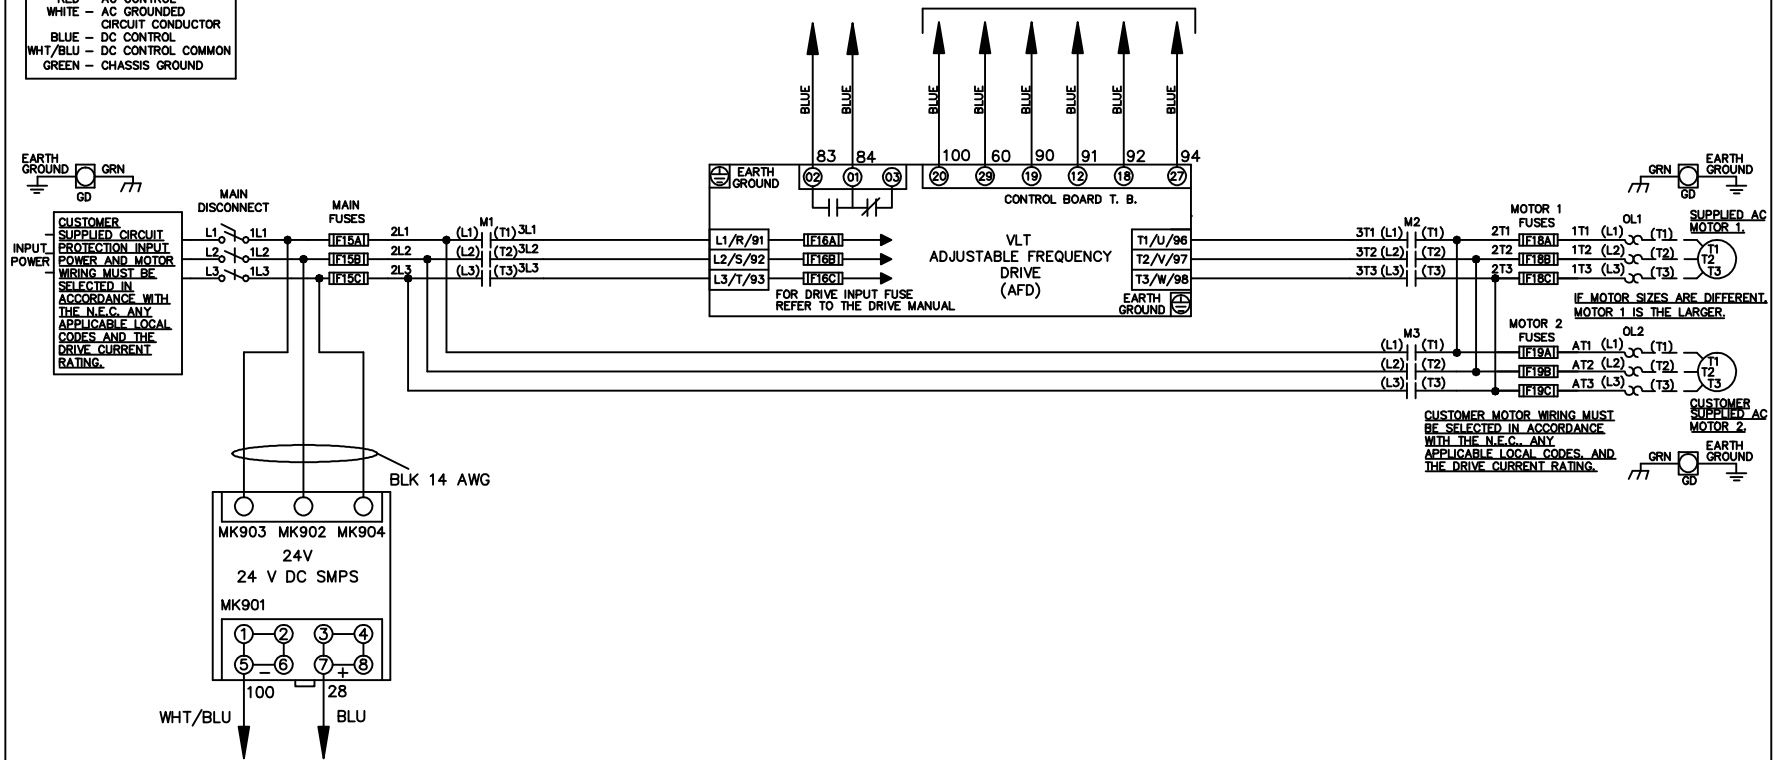 WHITE – AC GROUNDED
CIRCUIT CONDUCTOR
BLUE – DC CONTROL
WHT/BLU – DC CONTROL COMMON
GREEN – CHASSIS GROUND
BLUE BLUE BLUE BLUE BLUE BLUE BLUE BLUE
83 84 100 60 90 91 92 94
02 01 03 20 29 19 12 18 27
CONTROL BOARD T. B.
EARTH
GROUND
GRN
GD
EARTH
GROUND
MAIN
DISCONNECT
MAIN
FUSES
INPUT
POWER
CUSTOMER
SUPPLIED CIRCUIT
PROTECTION INPUT
POWER AND MOTOR
WIRING MUST BE
SELECTED IN
ACCORDANCE WITH
THE N.E.C. ANY
APPLICABLE LOCAL
CODES AND THE
DRIVE CURRENT
RATING.
L1 1L1 F15A 2L1 (L1) M1 (T1) 3L1
L2 1L2 F15B 2L2 (L2) (T2) 3L2
L3 1L3 F15C 2L3 (L3) (T3) 3L3
L1/R/91 F16A
L2/S/92 F16B
L3/T/93 F16C
FOR DRIVE INPUT FUSE
REFER TO THE DRIVE MANUAL
VLT
ADJUSTABLE FREQUENCY
DRIVE
(AFD)
T1/U/96
T2/V/97
T3/W/98
EARTH
GROUND
GRN
EARTH
GROUND
GD
MOTOR 1
FUSES
OL1
SUPPLIED AC
MOTOR 1.
3T1 (L1) M2 (T1) 2T1 F18A 1T1 (L1) (T1) T1
3T2 (L2) (T2) 2T2 F18B 1T2 (L2) (T2) T2
3T3 (L3) (T3) 2T3 F18C 1T3 (L3) (T3) T3
IF MOTOR SIZES ARE DIFFERENT,
MOTOR 1 IS THE LARGER.
MOTOR 2
FUSES
OL2
(L1) M3 (T1) F19A AT1 (L1) (T1) T1
(L2) (T2) F19B AT2 (L2) (T2) T2
(L3) (T3) F19C AT3 (L3) (T3) T3
CUSTOMER
SUPPLIED AC
MOTOR 2.
CUSTOMER MOTOR WIRING MUST
BE SELECTED IN ACCORDANCE
WITH THE N.E.C., ANY
APPLICABLE LOCAL CODES, AND
THE DRIVE CURRENT RATING.
GRN
EARTH
GROUND
GD
BLK 14 AWG
MK903 MK902 MK904
24V
24 V DC SMPS
MK901
1 2 3 4
5 – 6 7 + 8
100 28
WHT/BLU BLU